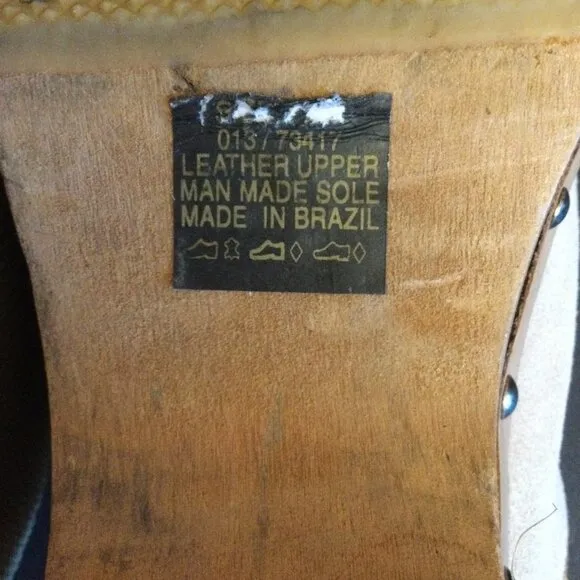 013 / 73417
LEATHER UPPER
MAN MADE SOLE
MADE IN BRAZIL